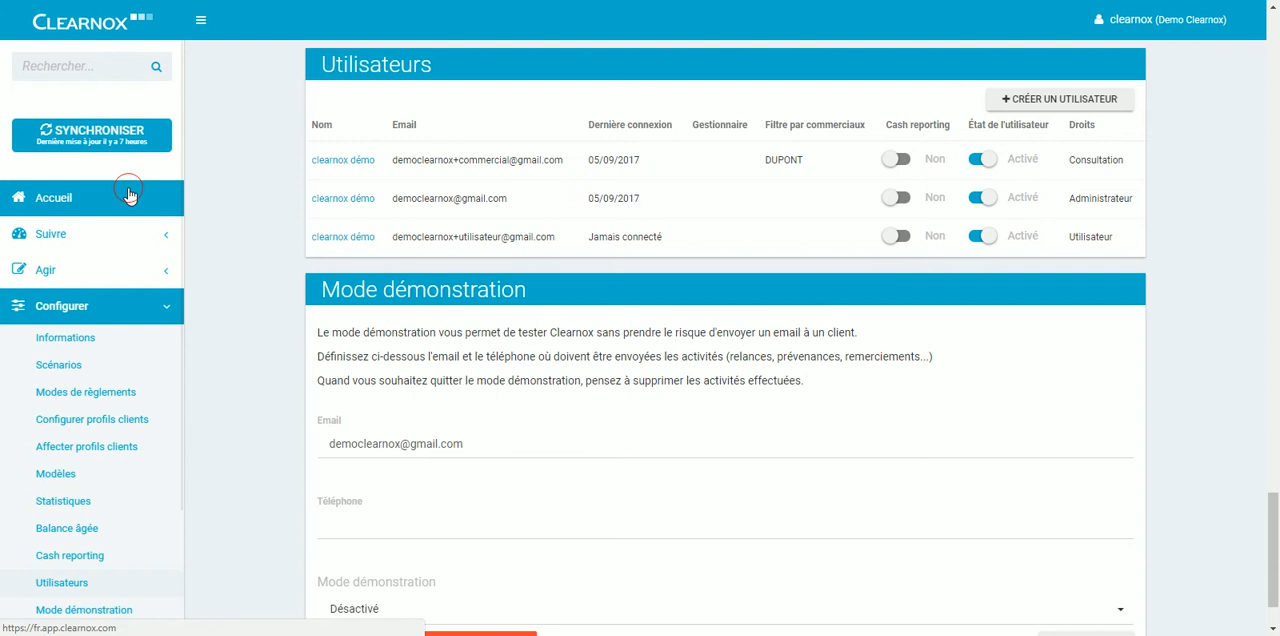 CLEARNOX
clearnox (Demo Clearnox)
Rechercher...
SYNCHRONISER
Dernière mise à jour il y a 7 heures
Accueil
Suivre
Agir
Configurer
Informations
Scénarios
Modes de règlements
Configurer profils clients
Affecter profils clients
Modèles
Statistiques
Balance âgée
Cash reporting
Utilisateurs
Mode démonstration
https://fr.app.clearnox.com
Utilisateurs
+ CRÉER UN UTILISATEUR
Nom Email Dernière connexion Gestionnaire Filtre par commerciaux Cash reporting État de l'utilisateur Droits
clearnox démo democlearnox+commercial@gmail.com 05/09/2017 DUPONT Non Activé Consultation
clearnox démo democlearnox@gmail.com 05/09/2017 Non Activé Administrateur
clearnox démo democlearnox+utilisateur@gmail.com Jamais connecté Non Activé Utilisateur
Mode démonstration
Le mode démonstration vous permet de tester Clearnox sans prendre le risque d'envoyer un email à un client.
Définissez ci-dessous l'email et le téléphone où doivent être envoyées les activités (relances, prévenances, remerciements...)
Quand vous souhaitez quitter le mode démonstration, pensez à supprimer les activités effectuées.
Email
democlearnox@gmail.com
Téléphone
Mode démonstration
Désactivé